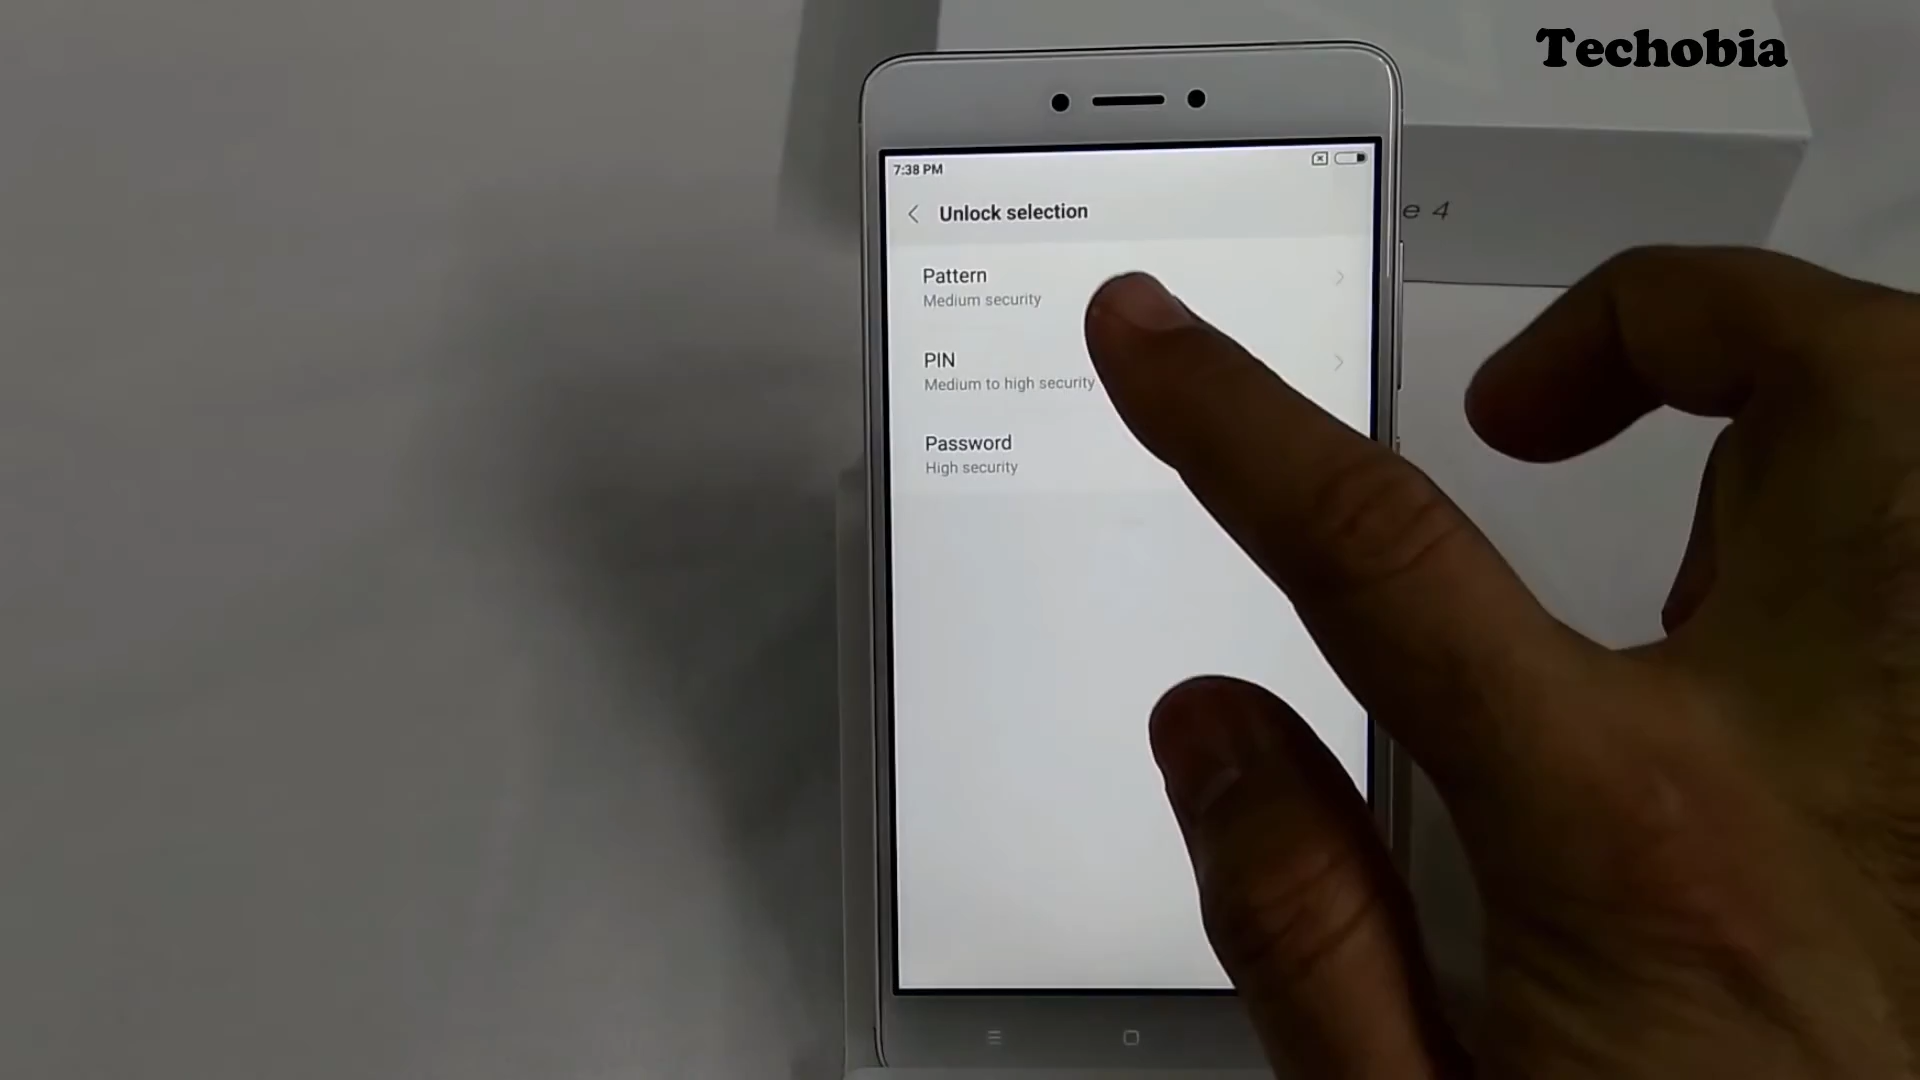 Techobia
7:38 PM
Unlock selection
e 4
Pattern
Medium security
PIN
Medium to high security
Password
High security